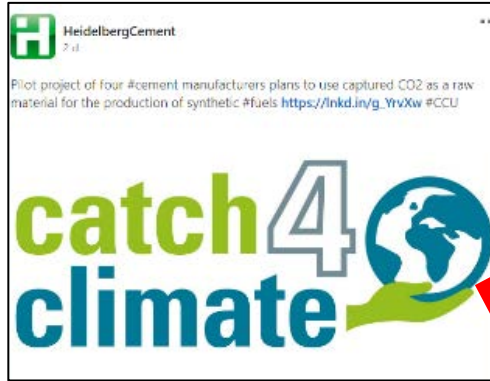 HeidelbergCement
2 d
Pilot project of four #cement manufacturers plans to use captured CO2 as a raw
material for the production of synthetic #fuels https://lnkd.in/g_YrvXw #CCU
catch4
climate